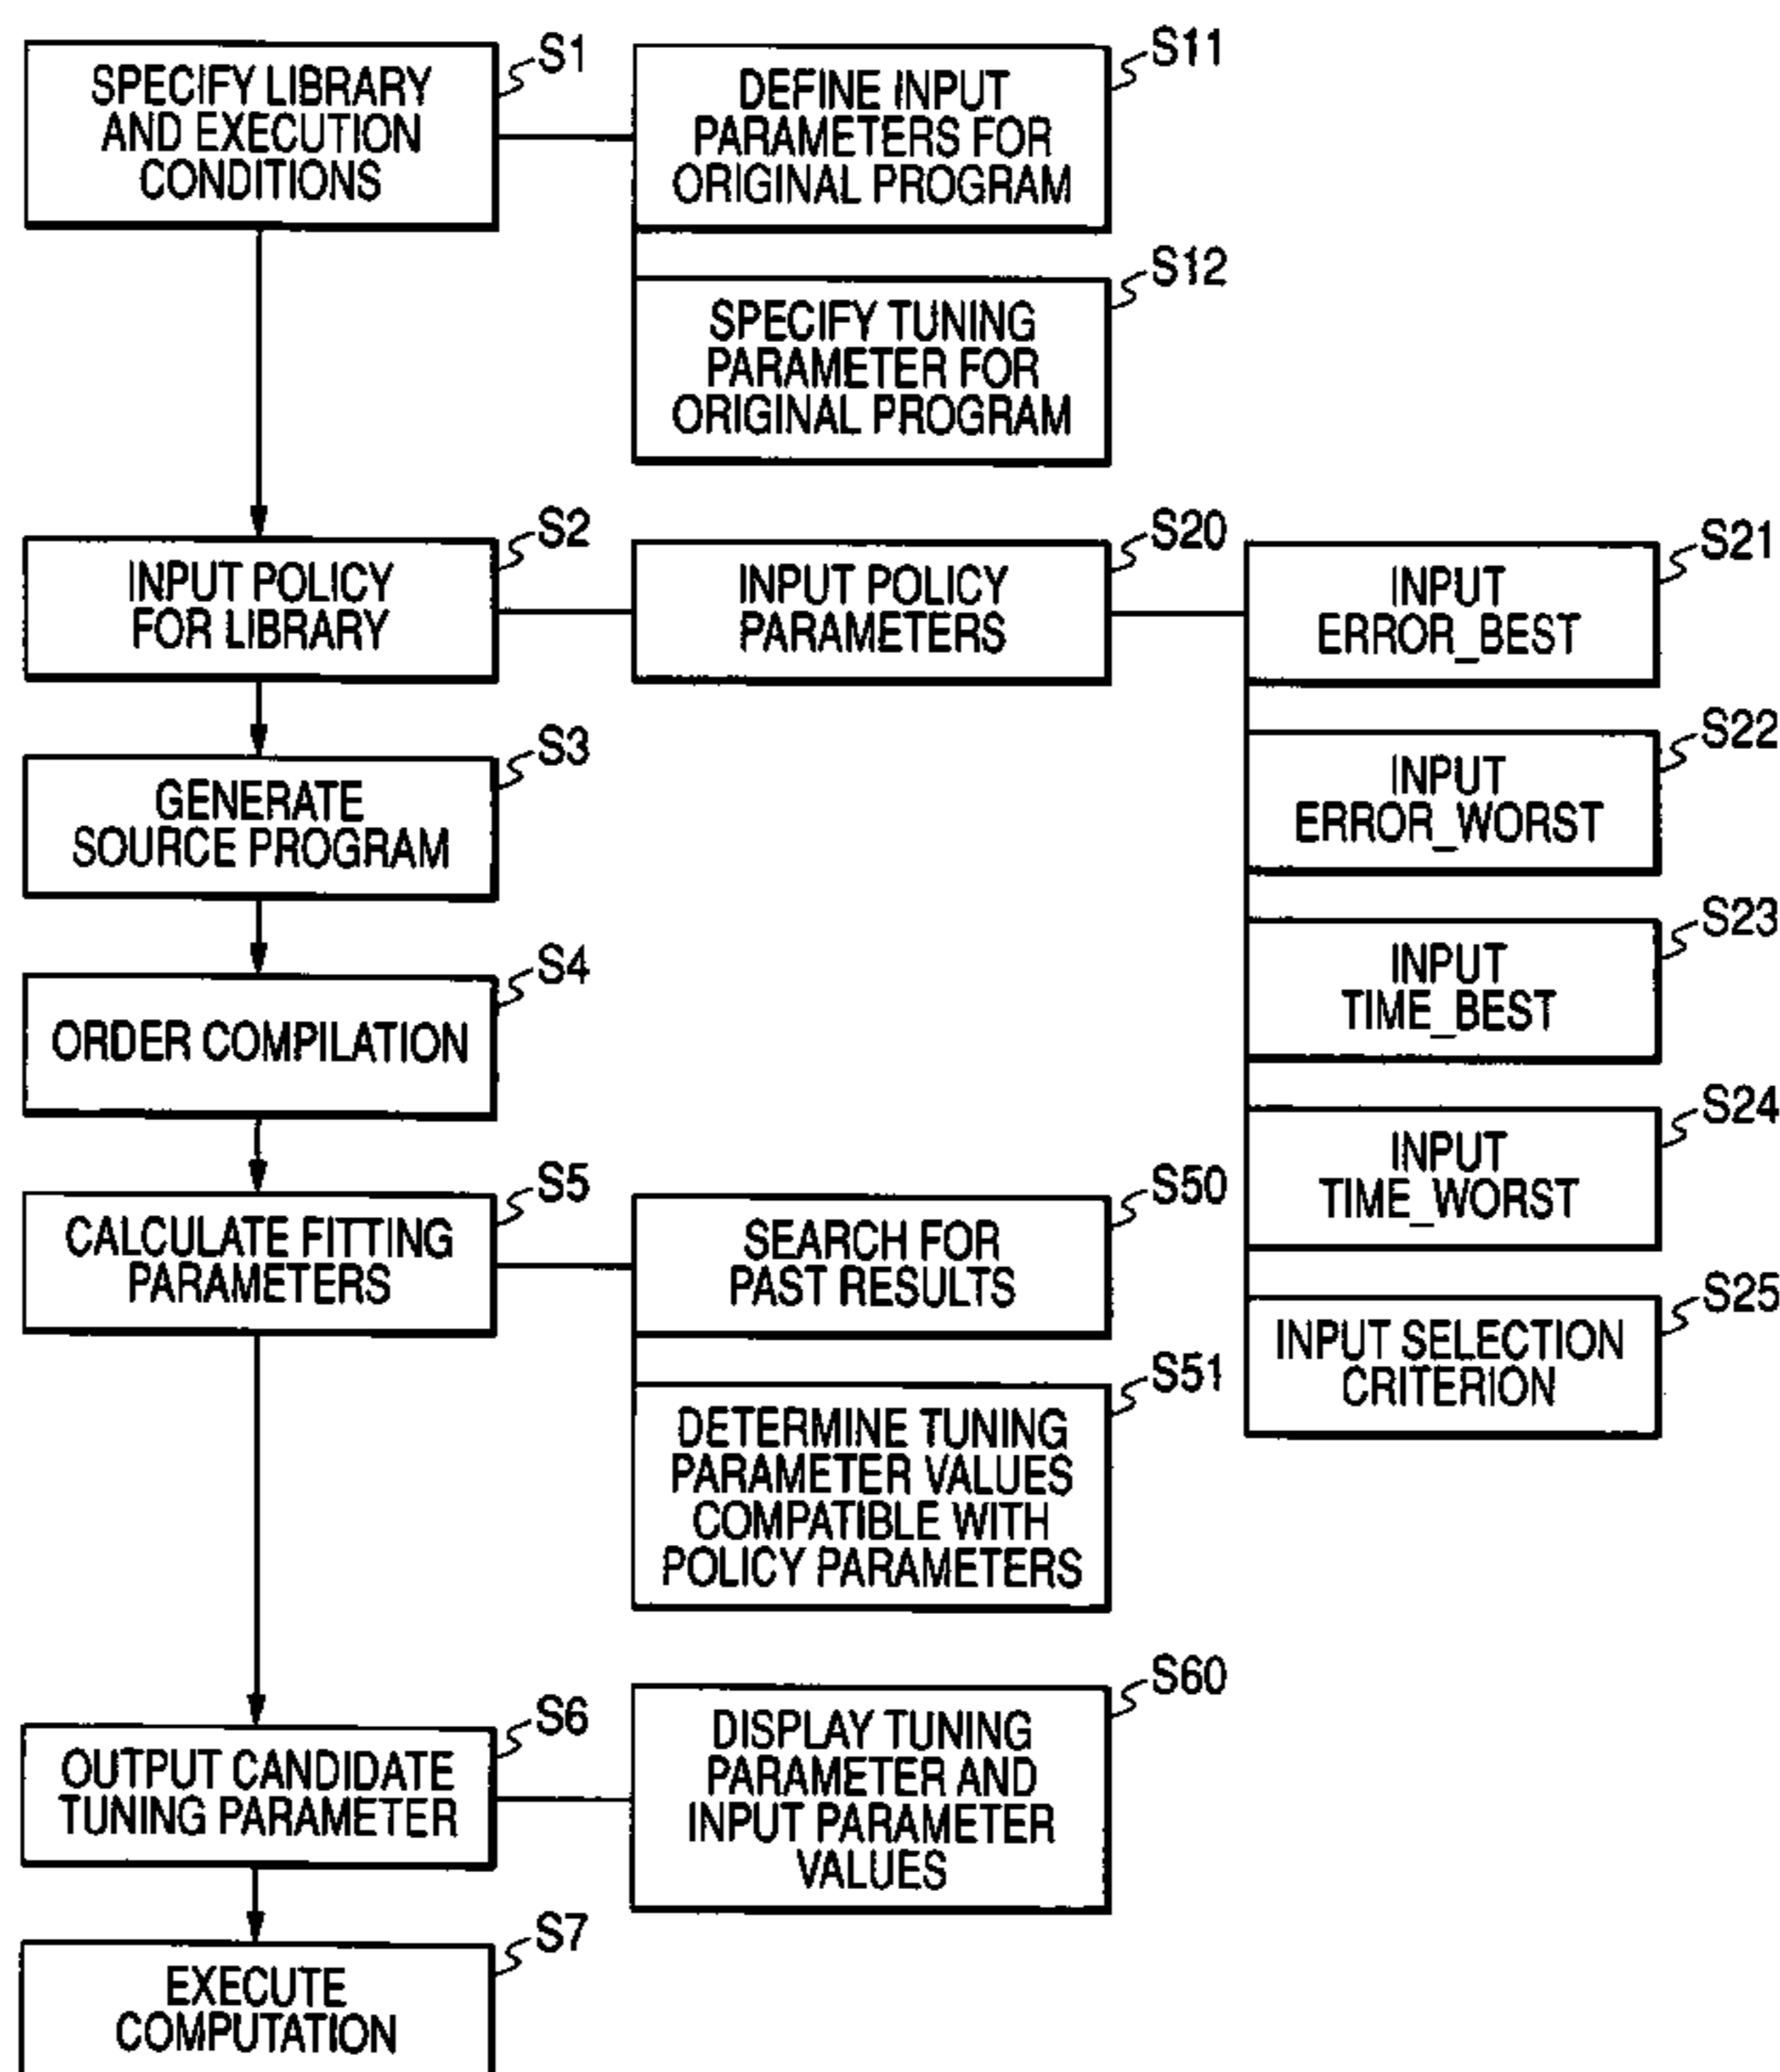 SPECIFY LIBRARY
AND EXECUTION
CONDITIONS
S1
DEFINE INPUT
PARAMETERS FOR
ORIGINAL PROGRAM
S11
SPECIFY TUNING
PARAMETER FOR
ORIGINAL PROGRAM
S12
INPUT POLICY
FOR LIBRARY
S2
INPUT POLICY
PARAMETERS
S20
INPUT
ERROR_BEST
S21
INPUT
ERROR_WORST
S22
INPUT
TIME_BEST
S23
INPUT
TIME_WORST
S24
INPUT SELECTION
CRITERION
S25
GENERATE
SOURCE PROGRAM
S3
ORDER COMPILATION
S4
CALCULATE FITTING
PARAMETERS
S5
SEARCH FOR
PAST RESULTS
S50
DETERMINE TUNING
PARAMETER VALUES
COMPATIBLE WITH
POLICY PARAMETERS
S51
OUTPUT CANDIDATE
TUNING PARAMETER
S6
DISPLAY TUNING
PARAMETER AND
INPUT PARAMETER
VALUES
S60
EXECUTE
COMPUTATION
S7